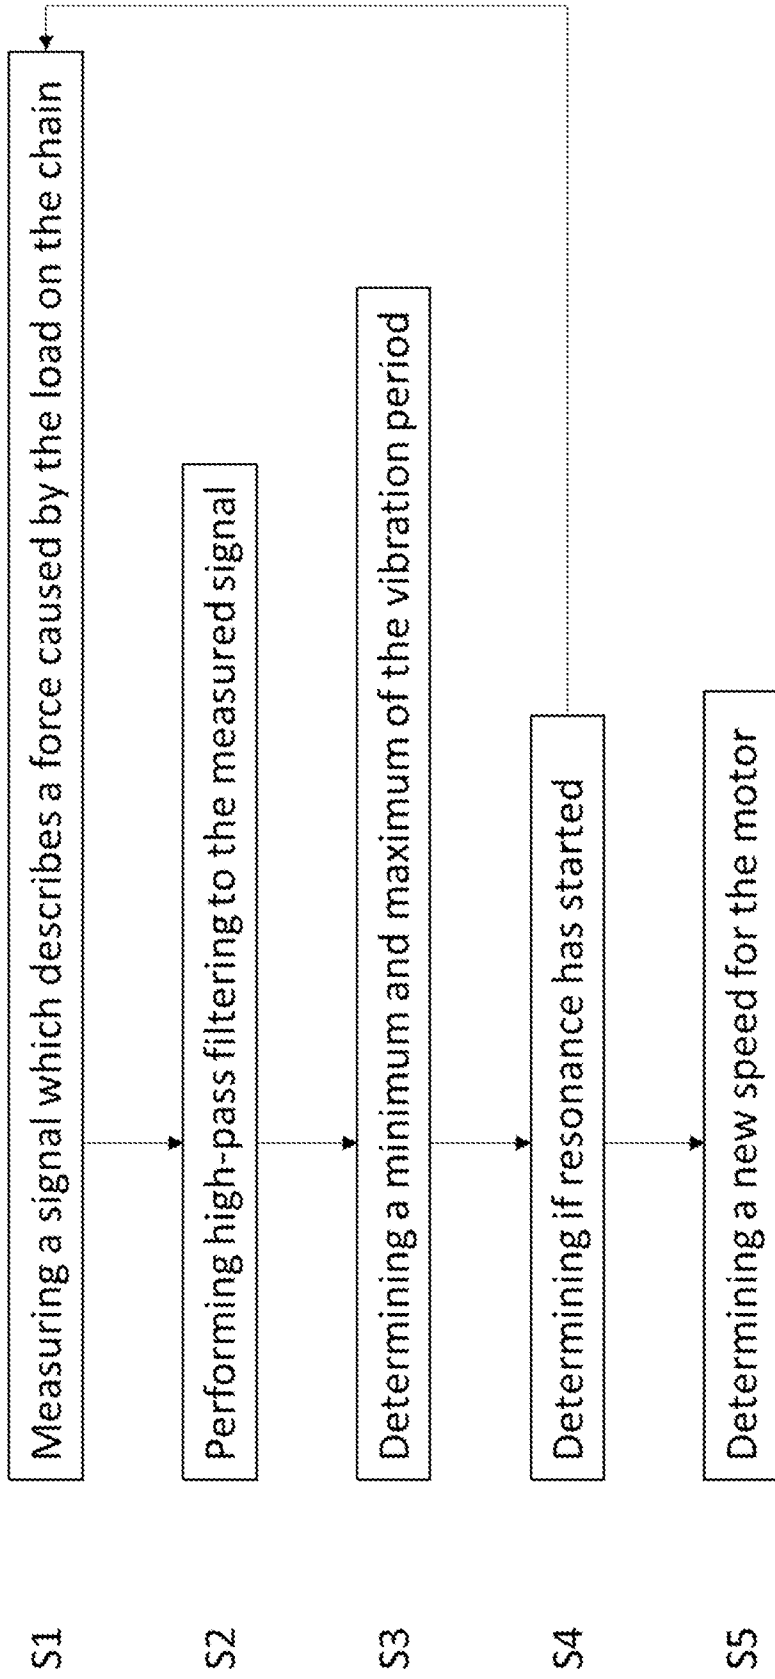 S1 Measuring a signal which describes a force caused by the load on the chain
S2 Performing high-pass filtering to the measured signal
S3 Determining a minimum and maximum of the vibration period
S4 Determining if resonance has started
S5 Determining a new speed for the motor